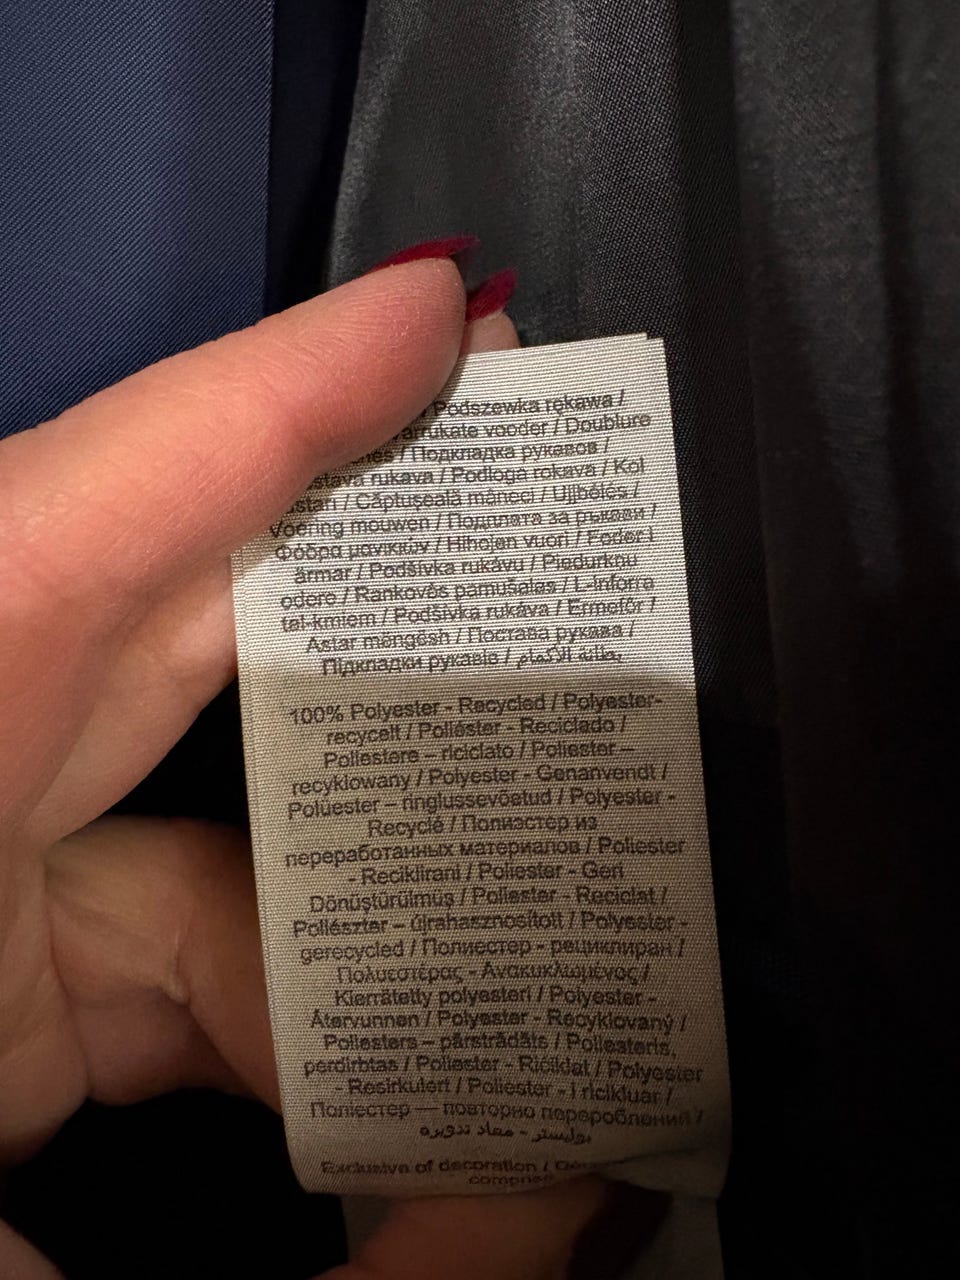 / Podszewka rękawa /
varrukate vooder / Doublure
/ Подкладка рукавов /
rukava / Podloga rokava / Kol
astarı / Căptușeală mâneci / Ujjbélés /
Voering mouwen / Подплата за ръкави /
Φόδρα μανικιών / Hihojen vuori / Foder i
ärmar / Podšívka rukávu / Piedurkņu
odere / Rankovės pamušalas / L-inforra
tal-kmiem / Podšívka rukáva / Ermefôr /
Astar mëngësh / Постава рукава /
Підкладки рукавів / بطانة الأكمام
100% Polyester - Recycled / Polyester-
recycelt / Poliéster - Reciclado /
Poliestere – riciclato / Poliester –
recyklowany / Polyester - Genanvendt /
Polüester – ringlussevõetud / Polyester -
Recyclé / Полиэстер из
переработанных материалов / Poliester
- Reciklirani / Poliester - Geri
Dönüştürülmüş / Poliester - Reciclat /
Poliészter – újrahasznosított / Polyester -
gerecycled / Полиестер - рециклиран /
Πολυεστέρας - Ανακυκλωμένος /
Kierrätetty polyesteri / Polyester -
Återvunnen / Polyester - Recyklovaný /
Poliesters – pārstrādāts / Poliesteris,
perdirbtas / Poliester - Riċiklat / Polyester
- Resirkulert / Poliester - I ricikluar /
Поліестер — повторно перероблений /
بوليستر - معاد تدويره
Exclusive of decoration /